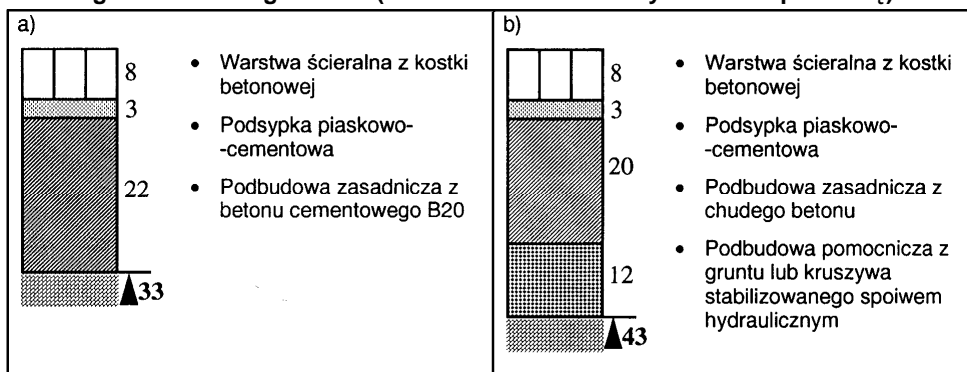 a)
8
3
22
33
• Warstwa ścieralna z kostki
betonowej
• Podsypka piaskowo-
-cementowa
• Podbudowa zasadnicza z
betonu cementowego B20
b)
8
3
20
12
43
• Warstwa ścieralna z kostki
betonowej
• Podsypka piaskowo-
-cementowa
• Podbudowa zasadnicza z
chudego betonu
• Podbudowa pomocnicza z
gruntu lub kruszywa
stabilizowanego spoiwem
hydraulicznym